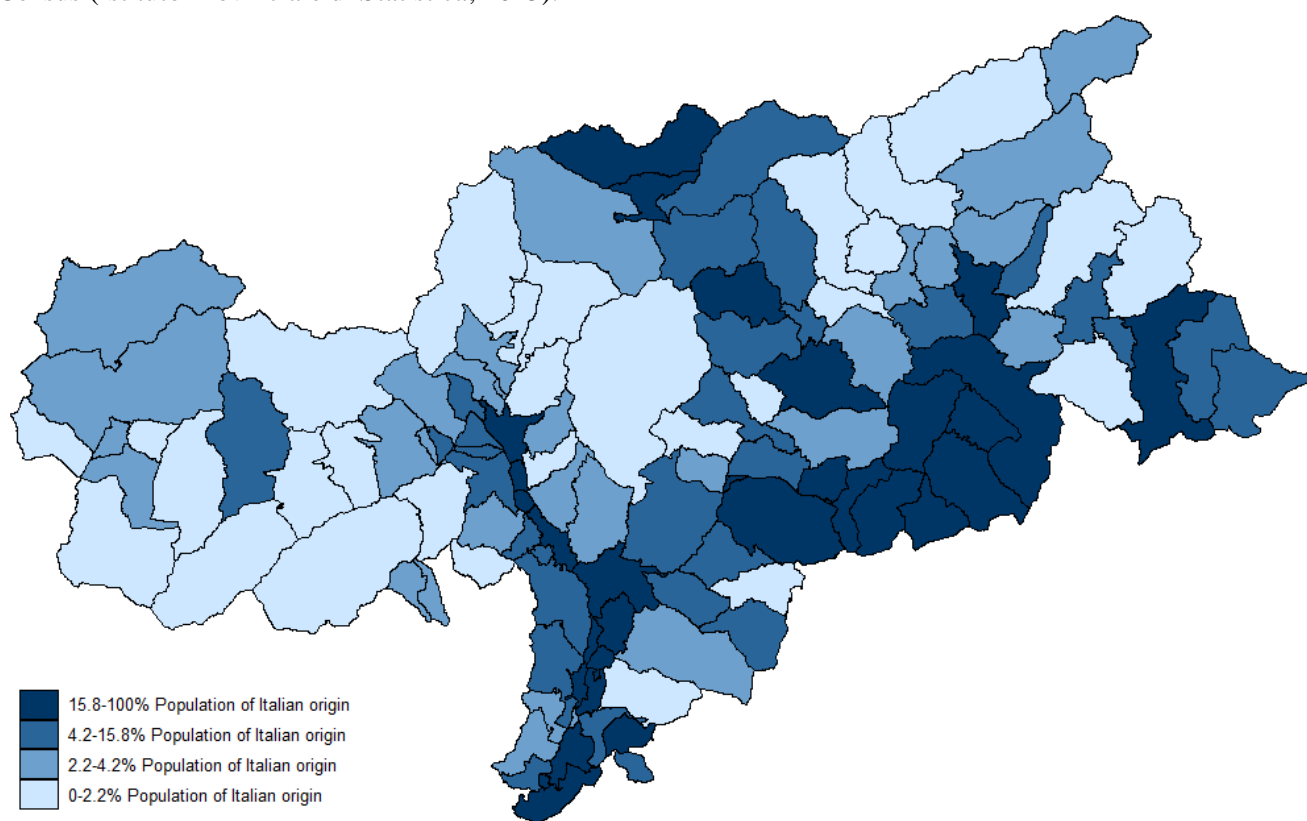 15.8-100% Population of Italian origin
4.2-15.8% Population of Italian origin
2.2-4.2% Population of Italian origin
0-2.2% Population of Italian origin